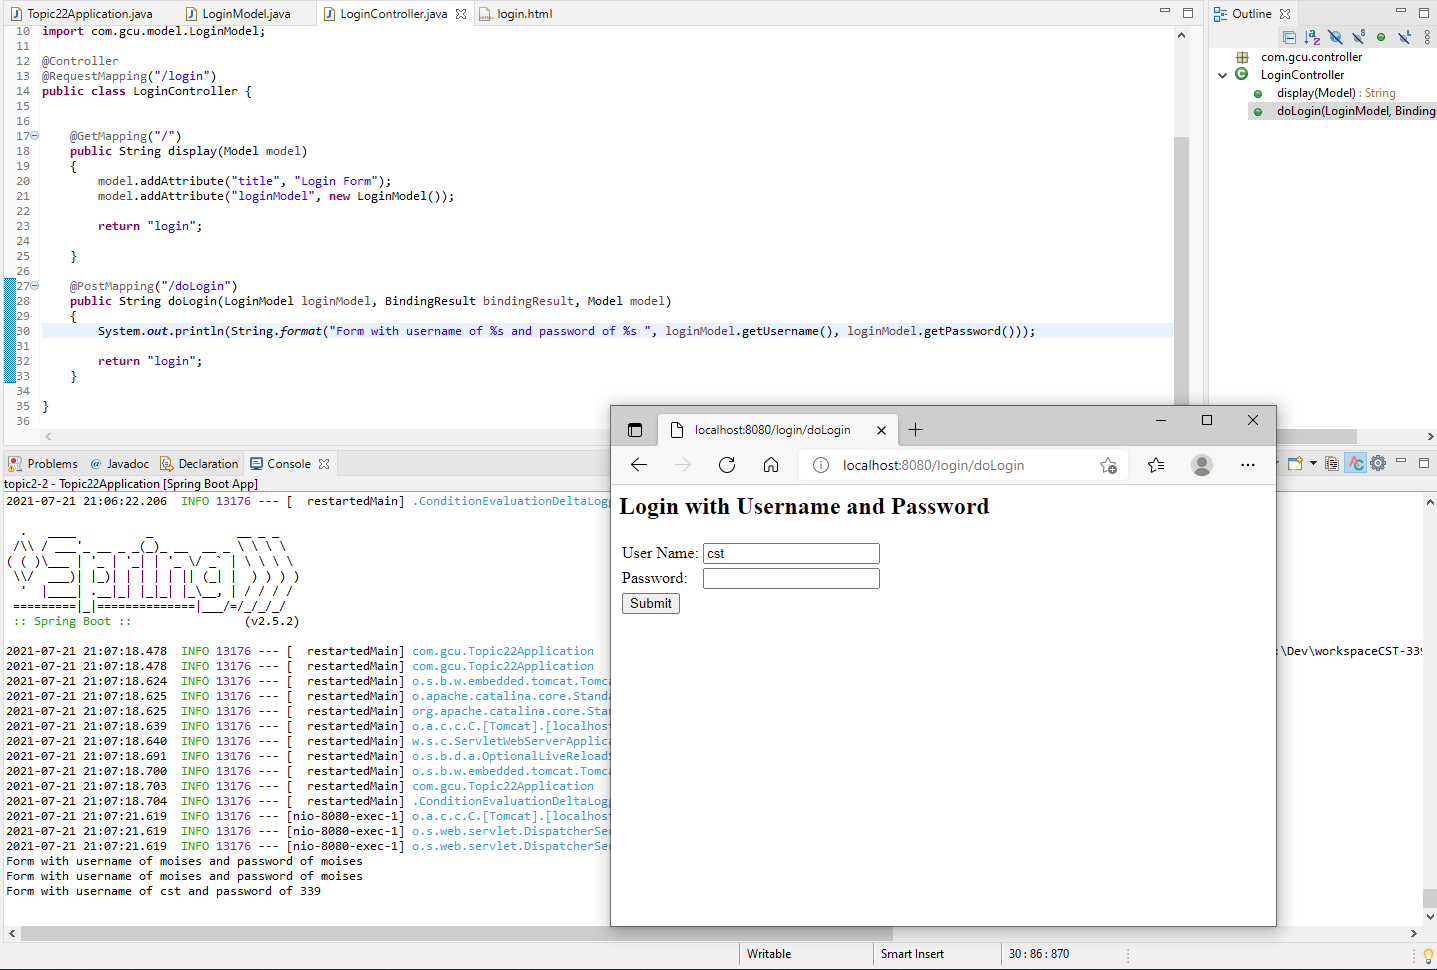 Topic22Application.java LoginModel.java LoginController.java login.html
10 import com.gcu.model.LoginModel;
11
12 @Controller
13 @RequestMapping("/login")
14 public class LoginController {
15
16
17 @GetMapping("/")
18 public String display(Model model)
19 {
20 model.addAttribute("title", "Login Form");
21 model.addAttribute("loginModel", new LoginModel());
22
23 return "login";
24
25 }
26
27 @PostMapping("/doLogin")
28 public String doLogin(LoginModel loginModel, BindingResult bindingResult, Model model)
29 {
30 System.out.println(String.format("Form with username of %s and password of %s ", loginModel.getUsername(), loginModel.getPassword()));
31
32 return "login";
33 }
34
35 }
36
Outline
com.gcu.controller
LoginController
display(Model) : String
doLogin(LoginModel, Binding
Problems @ Javadoc Declaration Console
topic2-2 - Topic22Application [Spring Boot App]
2021-07-21 21:06:22.206 INFO 13176 --- [ restartedMain] .ConditionEvaluationDeltaLogg
:: Spring Boot :: (v2.5.2)
2021-07-21 21:07:18.478 INFO 13176 --- [ restartedMain] com.gcu.Topic22Application :\Dev\workspaceCST-339
2021-07-21 21:07:18.478 INFO 13176 --- [ restartedMain] com.gcu.Topic22Application
2021-07-21 21:07:18.624 INFO 13176 --- [ restartedMain] o.s.b.w.embedded.tomcat.Tomca
2021-07-21 21:07:18.625 INFO 13176 --- [ restartedMain] o.apache.catalina.core.Standa
2021-07-21 21:07:18.625 INFO 13176 --- [ restartedMain] org.apache.catalina.core.Stan
2021-07-21 21:07:18.639 INFO 13176 --- [ restartedMain] o.a.c.c.C.[Tomcat].[localhost
2021-07-21 21:07:18.640 INFO 13176 --- [ restartedMain] w.s.c.ServletWebServerApplica
2021-07-21 21:07:18.691 INFO 13176 --- [ restartedMain] o.s.b.d.a.OptionalLiveReloadS
2021-07-21 21:07:18.700 INFO 13176 --- [ restartedMain] o.s.b.w.embedded.tomcat.Tomca
2021-07-21 21:07:18.703 INFO 13176 --- [ restartedMain] com.gcu.Topic22Application
2021-07-21 21:07:18.704 INFO 13176 --- [ restartedMain] .ConditionEvaluationDeltaLogg
2021-07-21 21:07:21.619 INFO 13176 --- [nio-8080-exec-1] o.a.c.c.C.[Tomcat].[localhost
2021-07-21 21:07:21.619 INFO 13176 --- [nio-8080-exec-1] o.s.web.servlet.DispatcherSer
2021-07-21 21:07:21.619 INFO 13176 --- [nio-8080-exec-1] o.s.web.servlet.DispatcherSer
Form with username of moises and password of moises
Form with username of moises and password of moises
Form with username of cst and password of 339
localhost:8080/login/doLogin
localhost:8080/login/doLogin
Login with Username and Password
User Name: cst
Password:
Submit
Writable Smart Insert 30 : 86 : 870